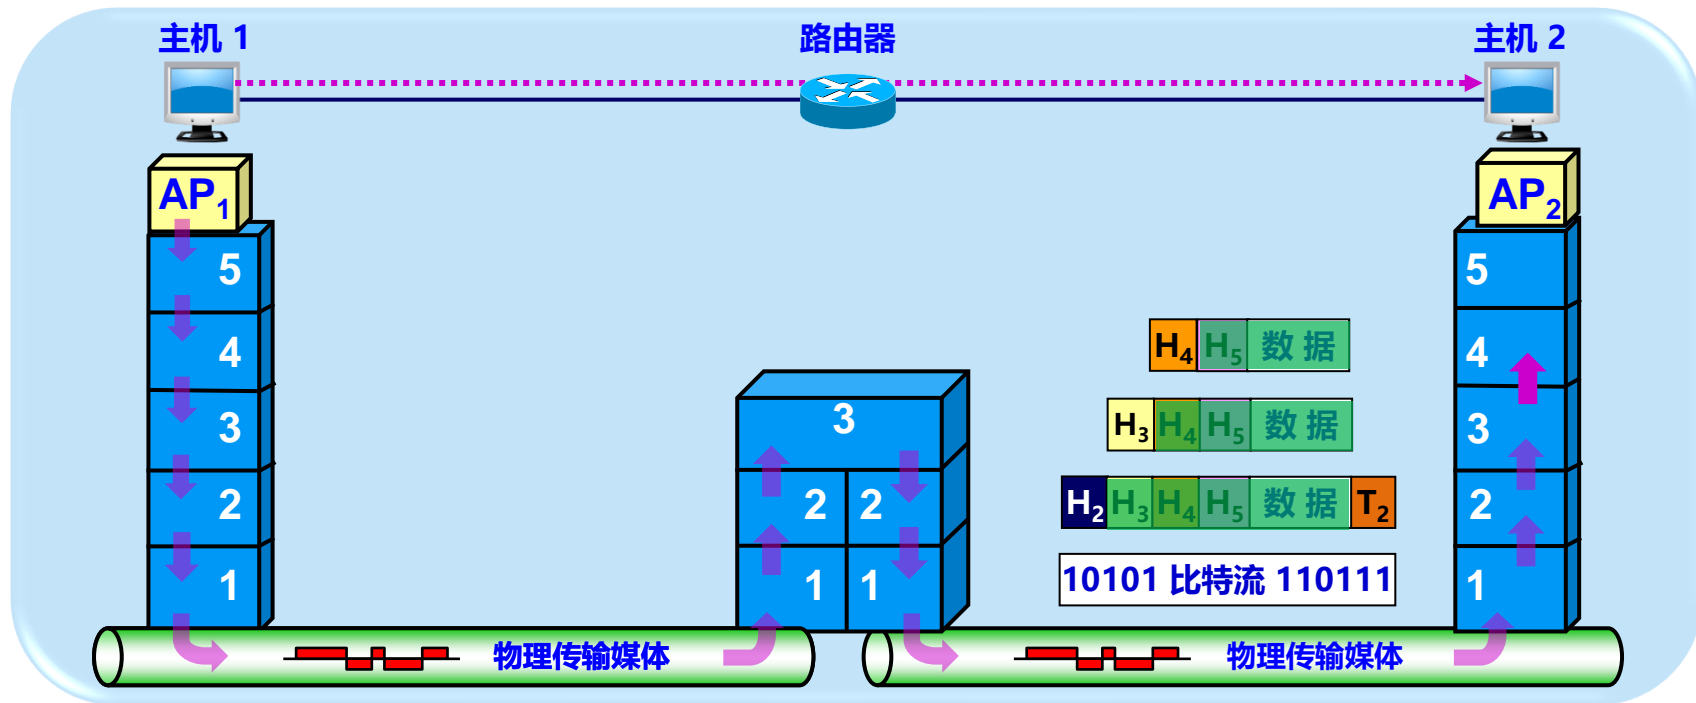 主机 1
路由器
主机 2
AP1
AP2
5
5
H4 H5 数据
4
4
3
H3 H4 H5 数据
3
3
2
2 2
H2 H3 H4 H5 数据 T2
2
1
1 1
10101 比特流 110111
1
物理传输媒体
物理传输媒体